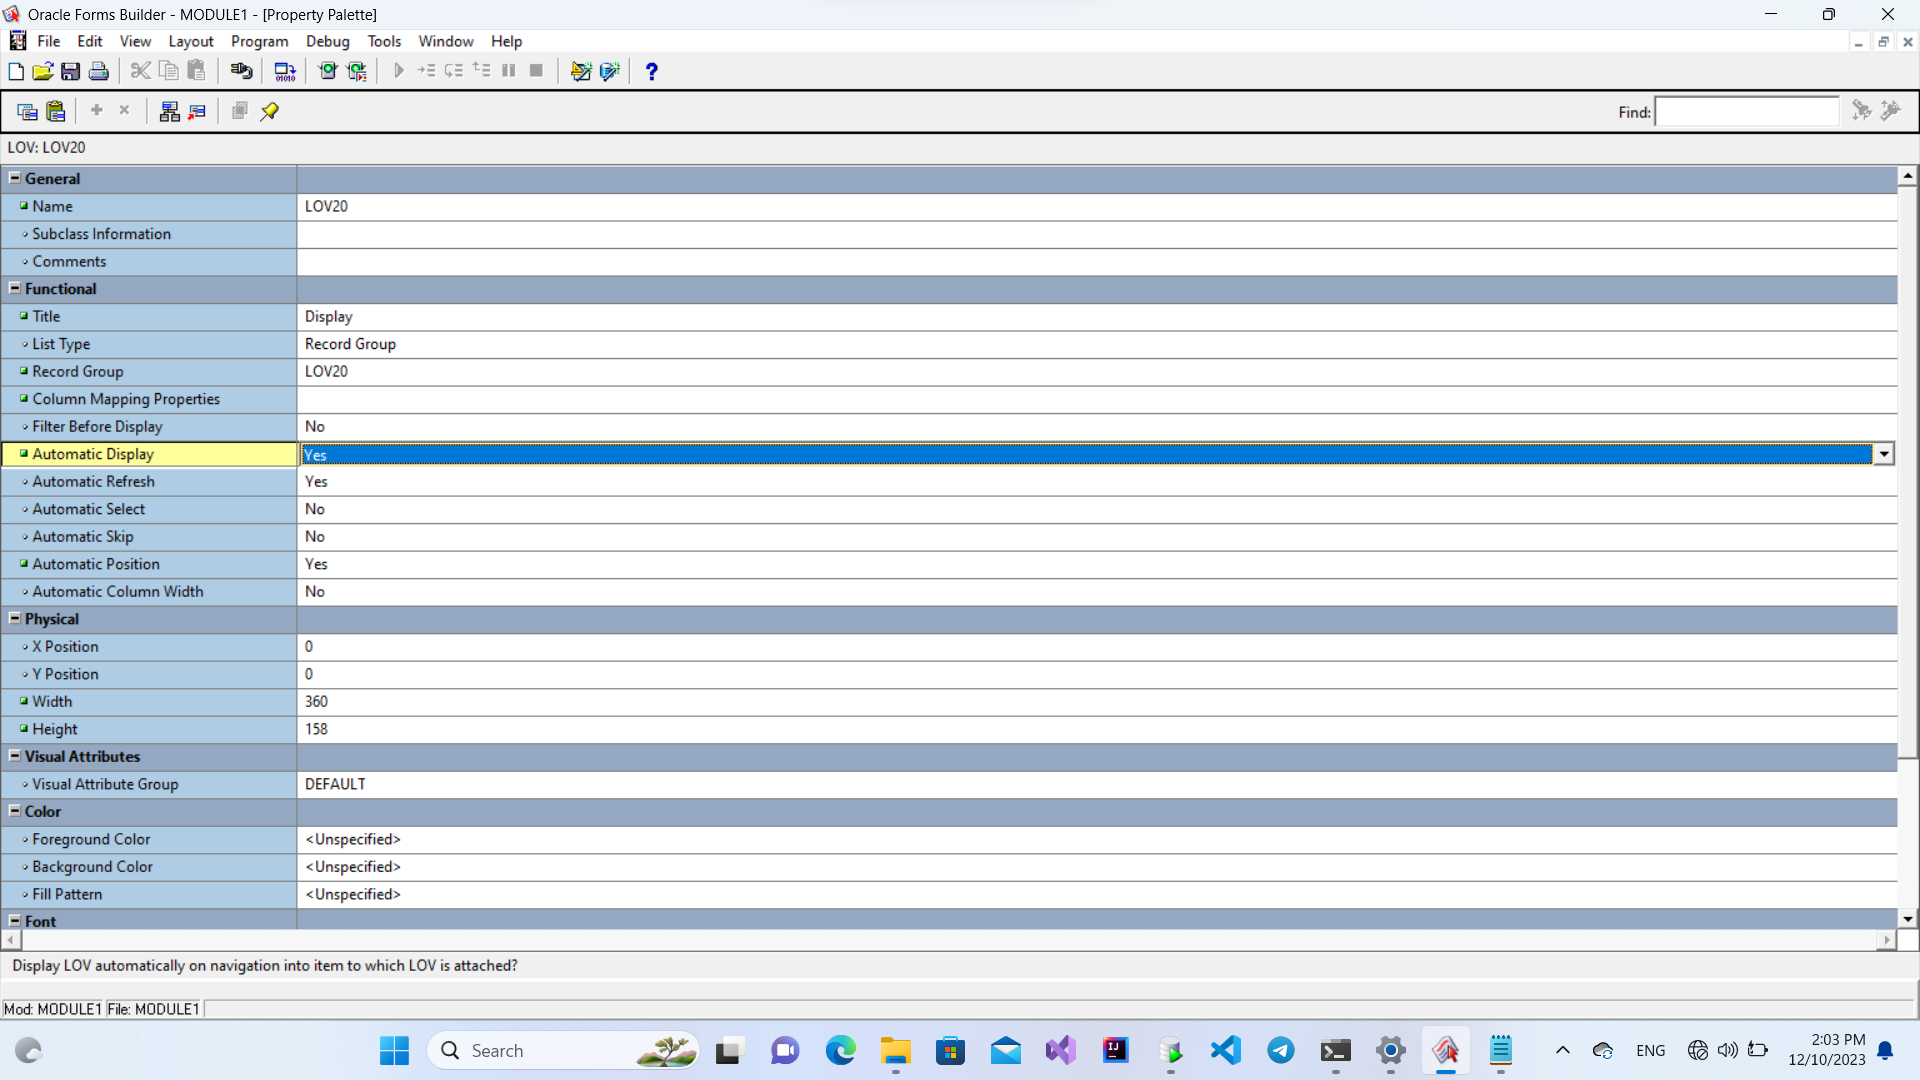 Oracle Forms Builder - MODULE1 - [Property Palette]
File Edit View Layout Program Debug Tools Window Help
Find:
LOV: LOV20
General
Name LOV20
Subclass Information
Comments
Functional
Title Display
List Type Record Group
Record Group LOV20
Column Mapping Properties
Filter Before Display No
Automatic Display Yes
Automatic Refresh Yes
Automatic Select No
Automatic Skip No
Automatic Position Yes
Automatic Column Width No
Physical
X Position 0
Y Position 0
Width 360
Height 158
Visual Attributes
Visual Attribute Group DEFAULT
Color
Foreground Color <Unspecified>
Background Color <Unspecified>
Fill Pattern <Unspecified>
Font
Display LOV automatically on navigation into item to which LOV is attached?
Mod: MODULE1 File: MODULE1
Search
ENG
2:03 PM
12/10/2023